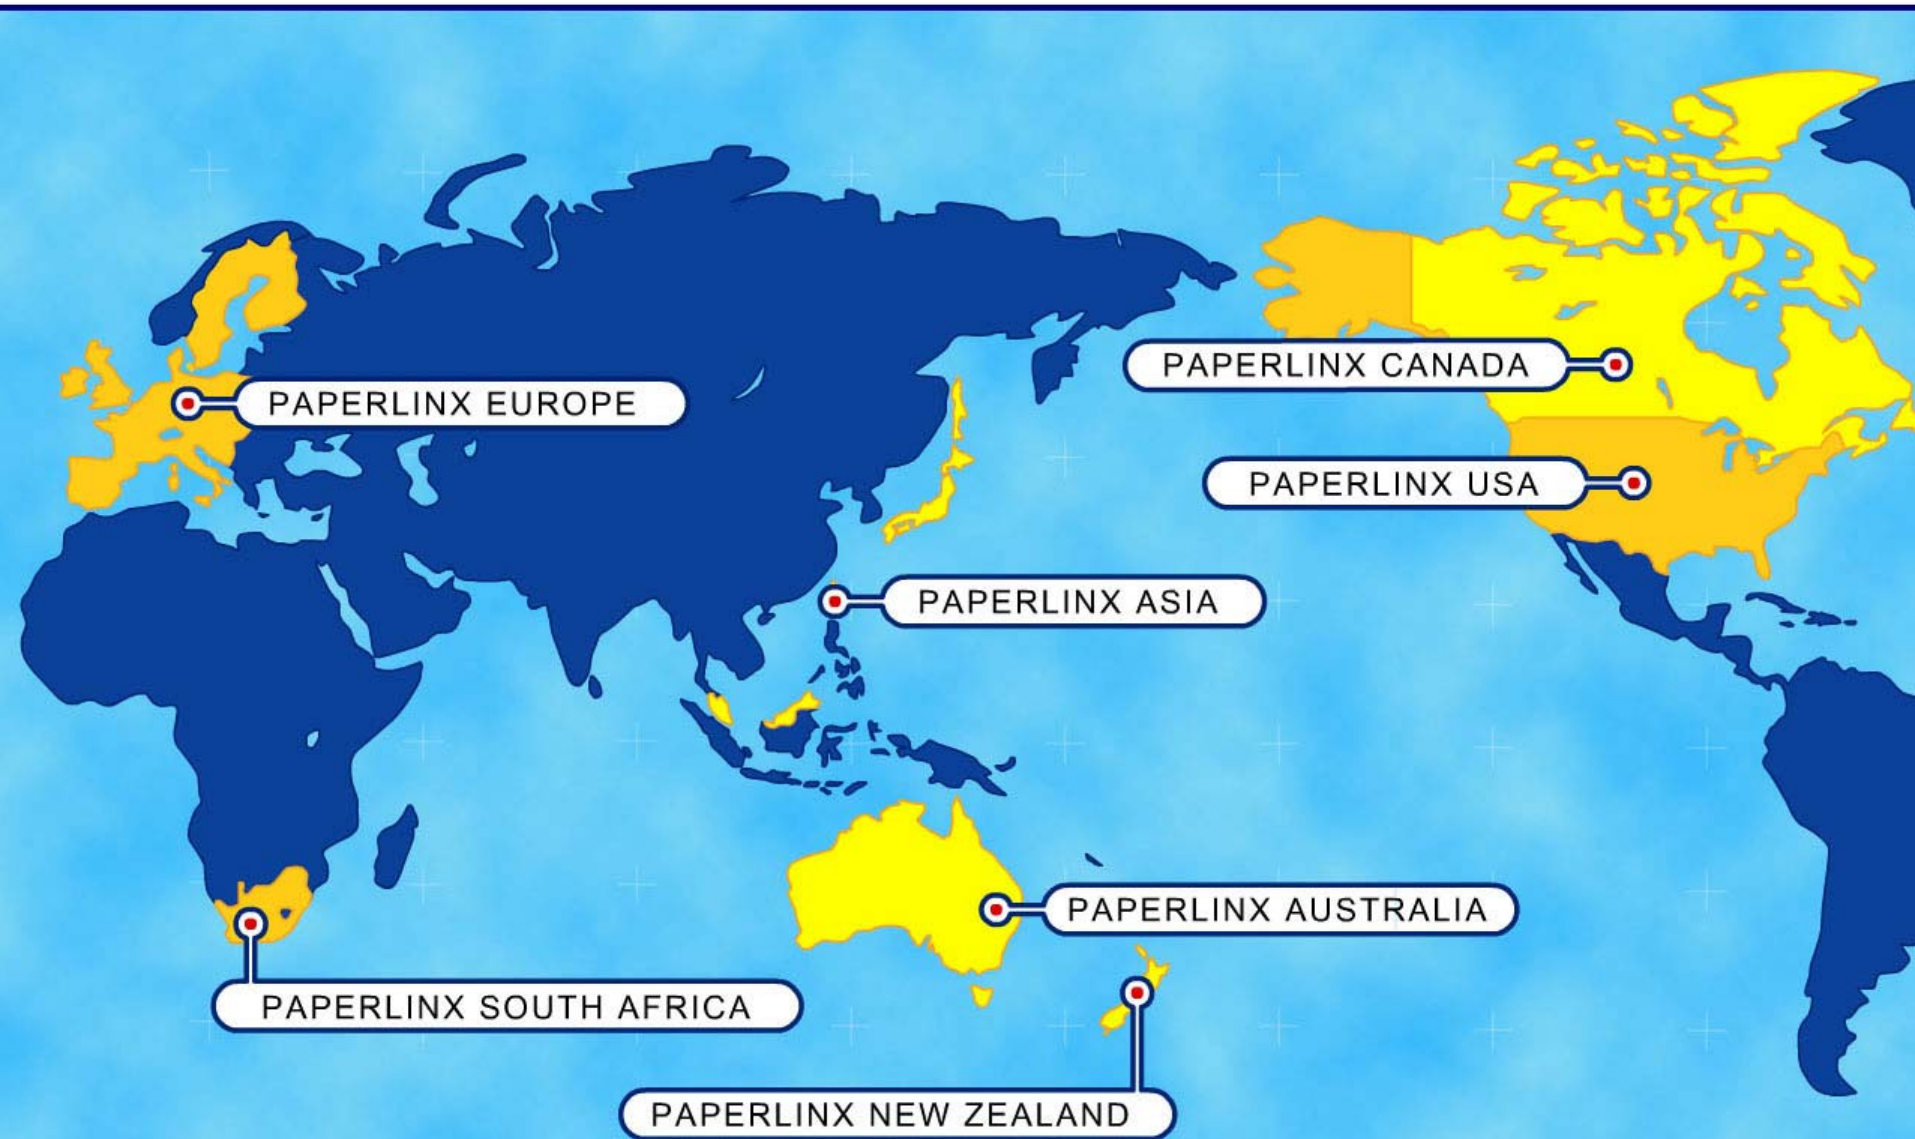 PAPERLINX CANADA
PAPERLINX EUROPE
PAPERLINX USA
PAPERLINX ASIA
PAPERLINX AUSTRALIA
PAPERLINX SOUTH AFRICA
PAPERLINX NEW ZEALAND